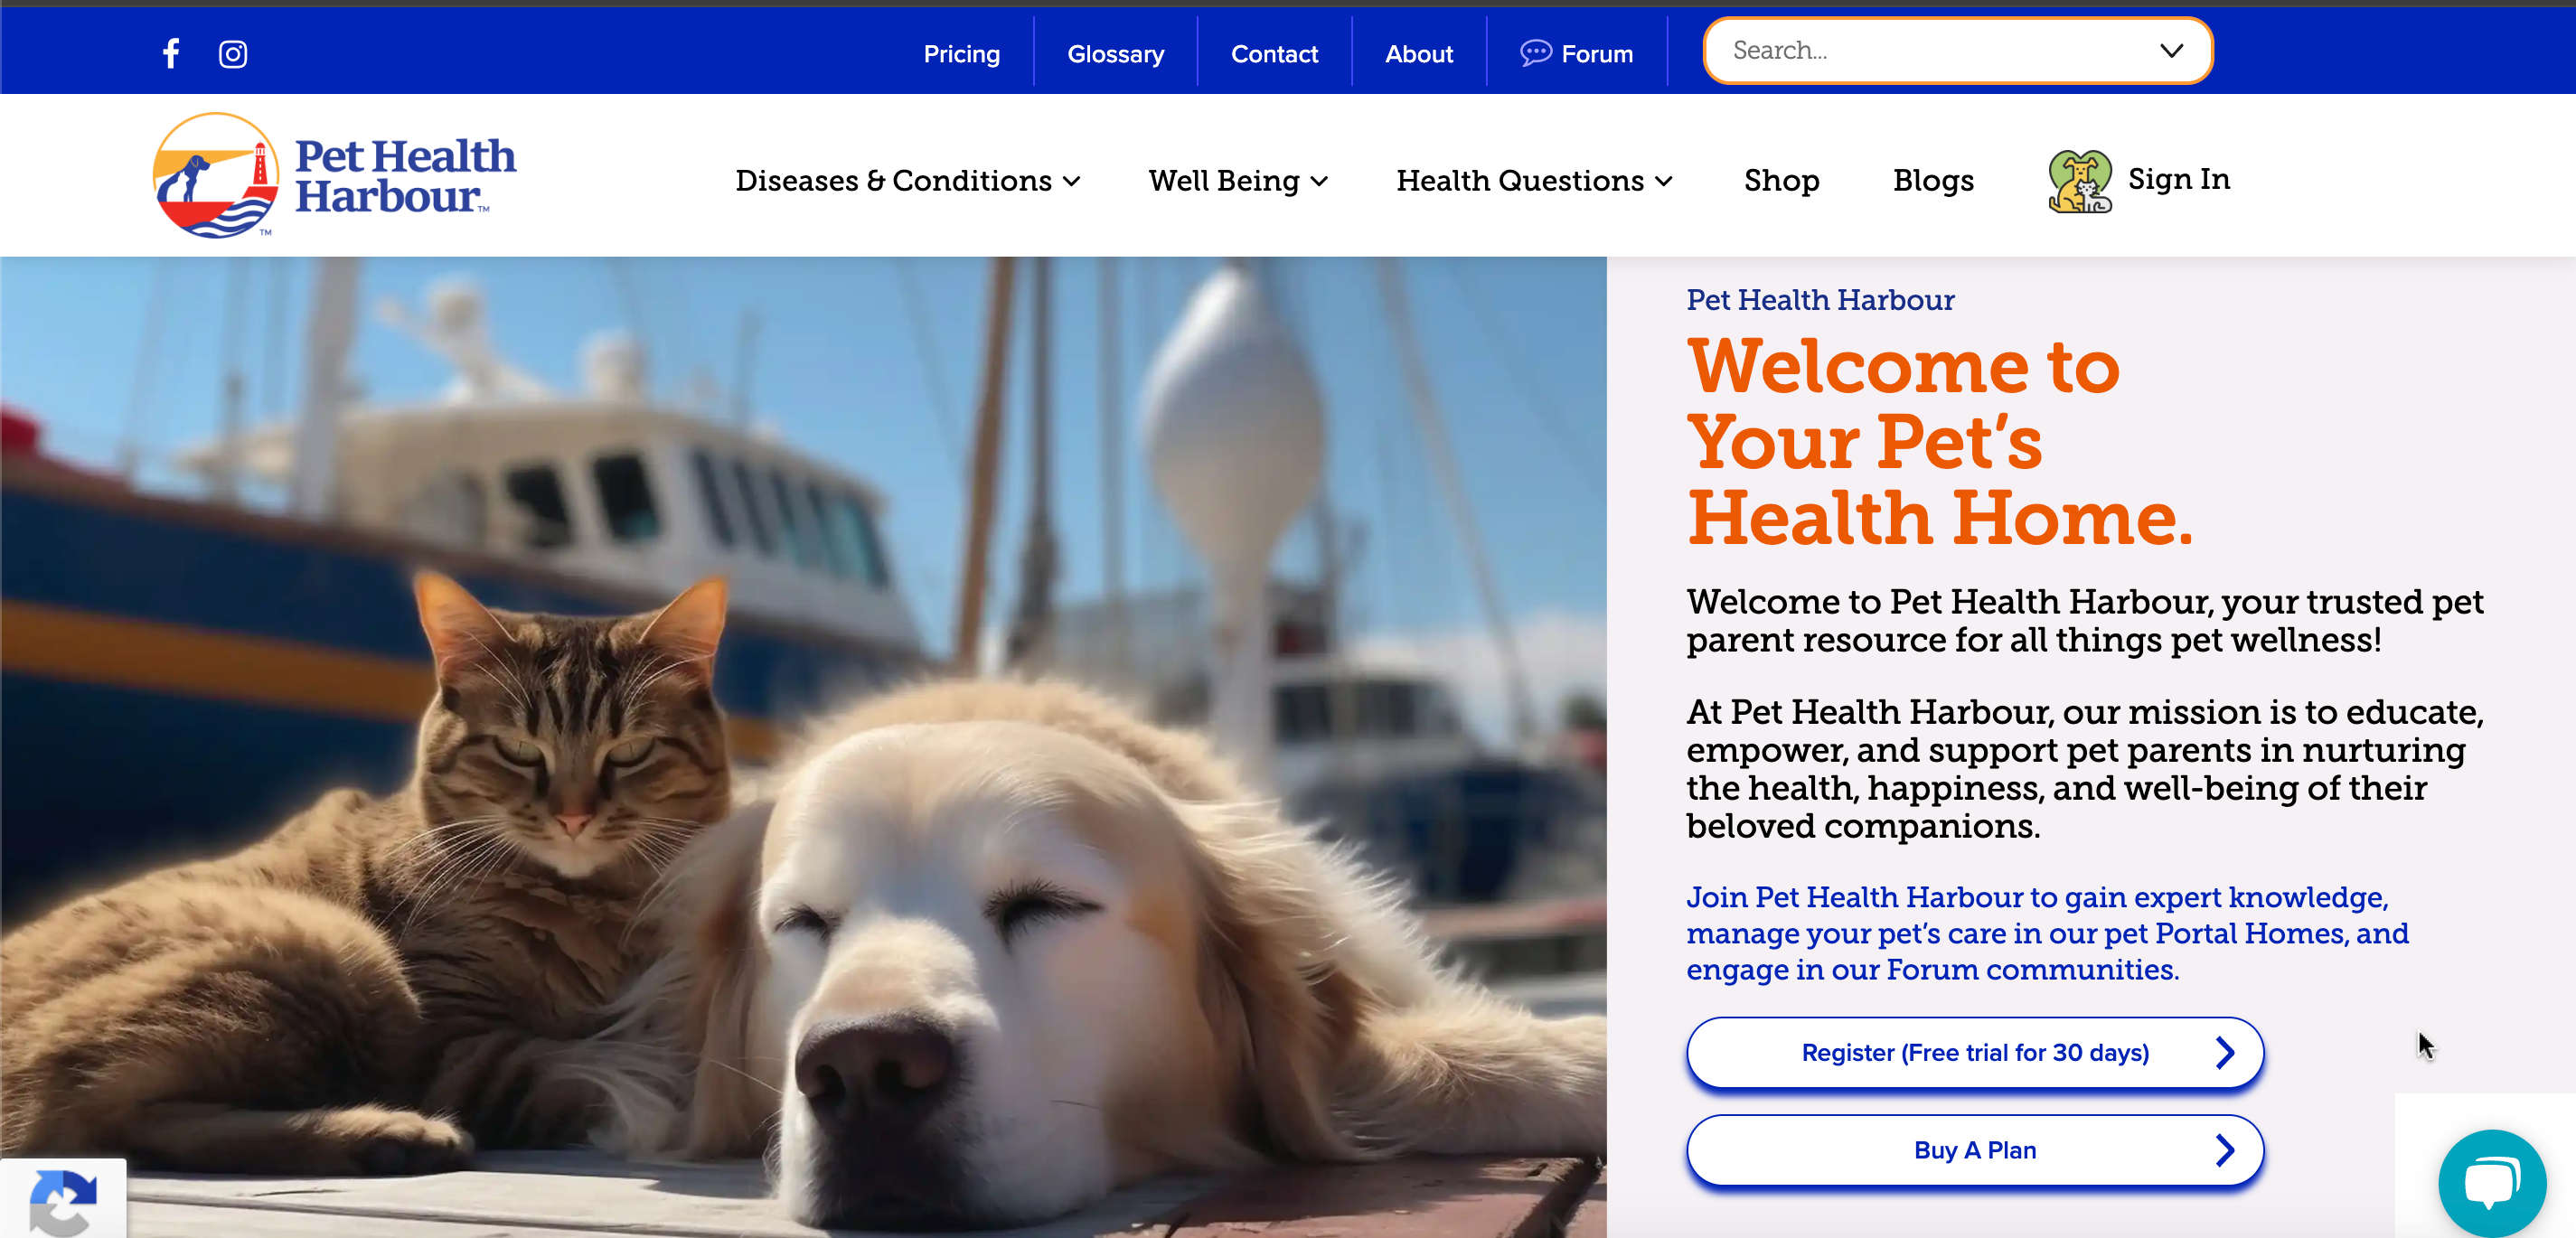 Pricing
Glossary
Contact
About
Forum
Search...
Pet Health
Harbour™
TM
Diseases & Conditions
Well Being
Health Questions
Shop
Blogs
Sign In
Pet Health Harbour
Welcome to
Your Pet’s
Health Home.
Welcome to Pet Health Harbour, your trusted pet
parent resource for all things pet wellness!
At Pet Health Harbour, our mission is to educate,
empower, and support pet parents in nurturing
the health, happiness, and well-being of their
beloved companions.
Join Pet Health Harbour to gain expert knowledge,
manage your pet’s care in our pet Portal Homes, and
engage in our Forum communities.
Register (Free trial for 30 days)
Buy A Plan